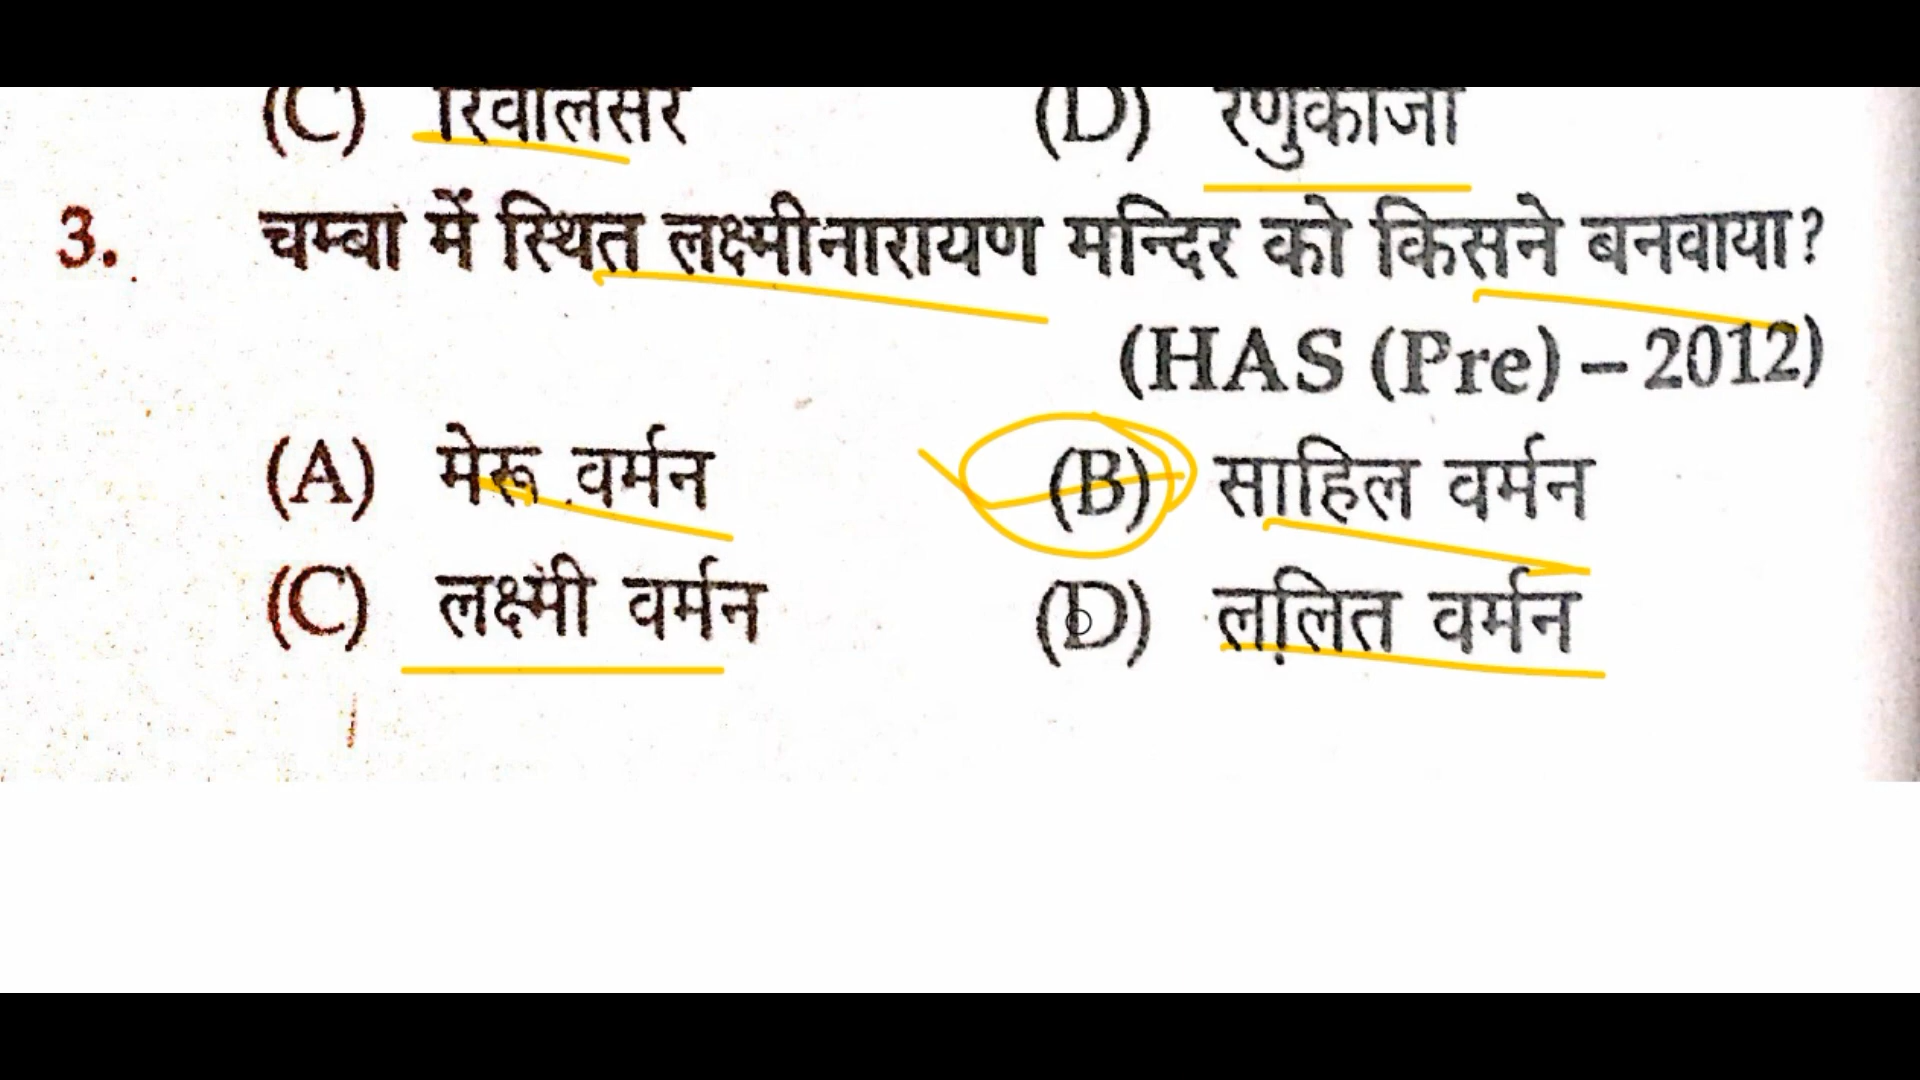 (C) रिवालसर (D) रेणुकाजी
3. चम्बा में स्थित लक्ष्मीनारायण मन्दिर को किसने बनवाया?
(HAS (Pre) – 2012)
(A) मेरू वर्मन (B) साहिल वर्मन
(C) लक्ष्मी वर्मन (D) ललित वर्मन